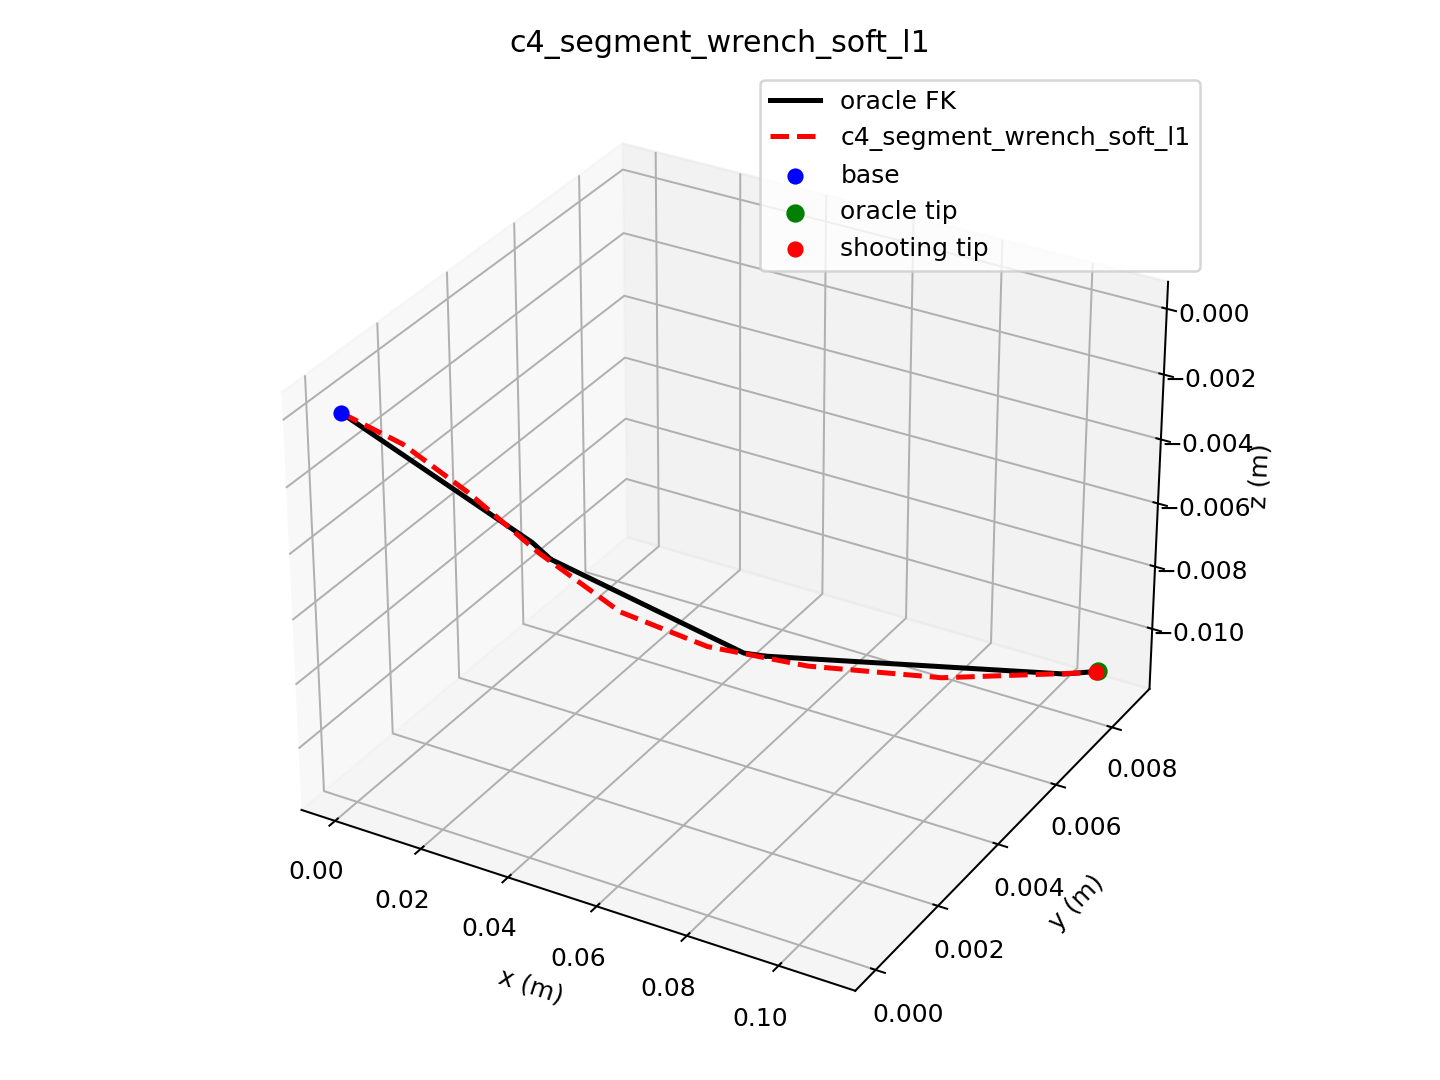 c4_segment_wrench_soft_l1
oracle FK
c4_segment_wrench_soft_l1
base
oracle tip
shooting tip
0.000
−0.002
−0.004
−0.006
−0.008
−0.010
z (m)
0.008
0.006
0.004
0.002
0.000
y (m)
0.00
0.02
0.04
0.06
0.08
0.10
x (m)